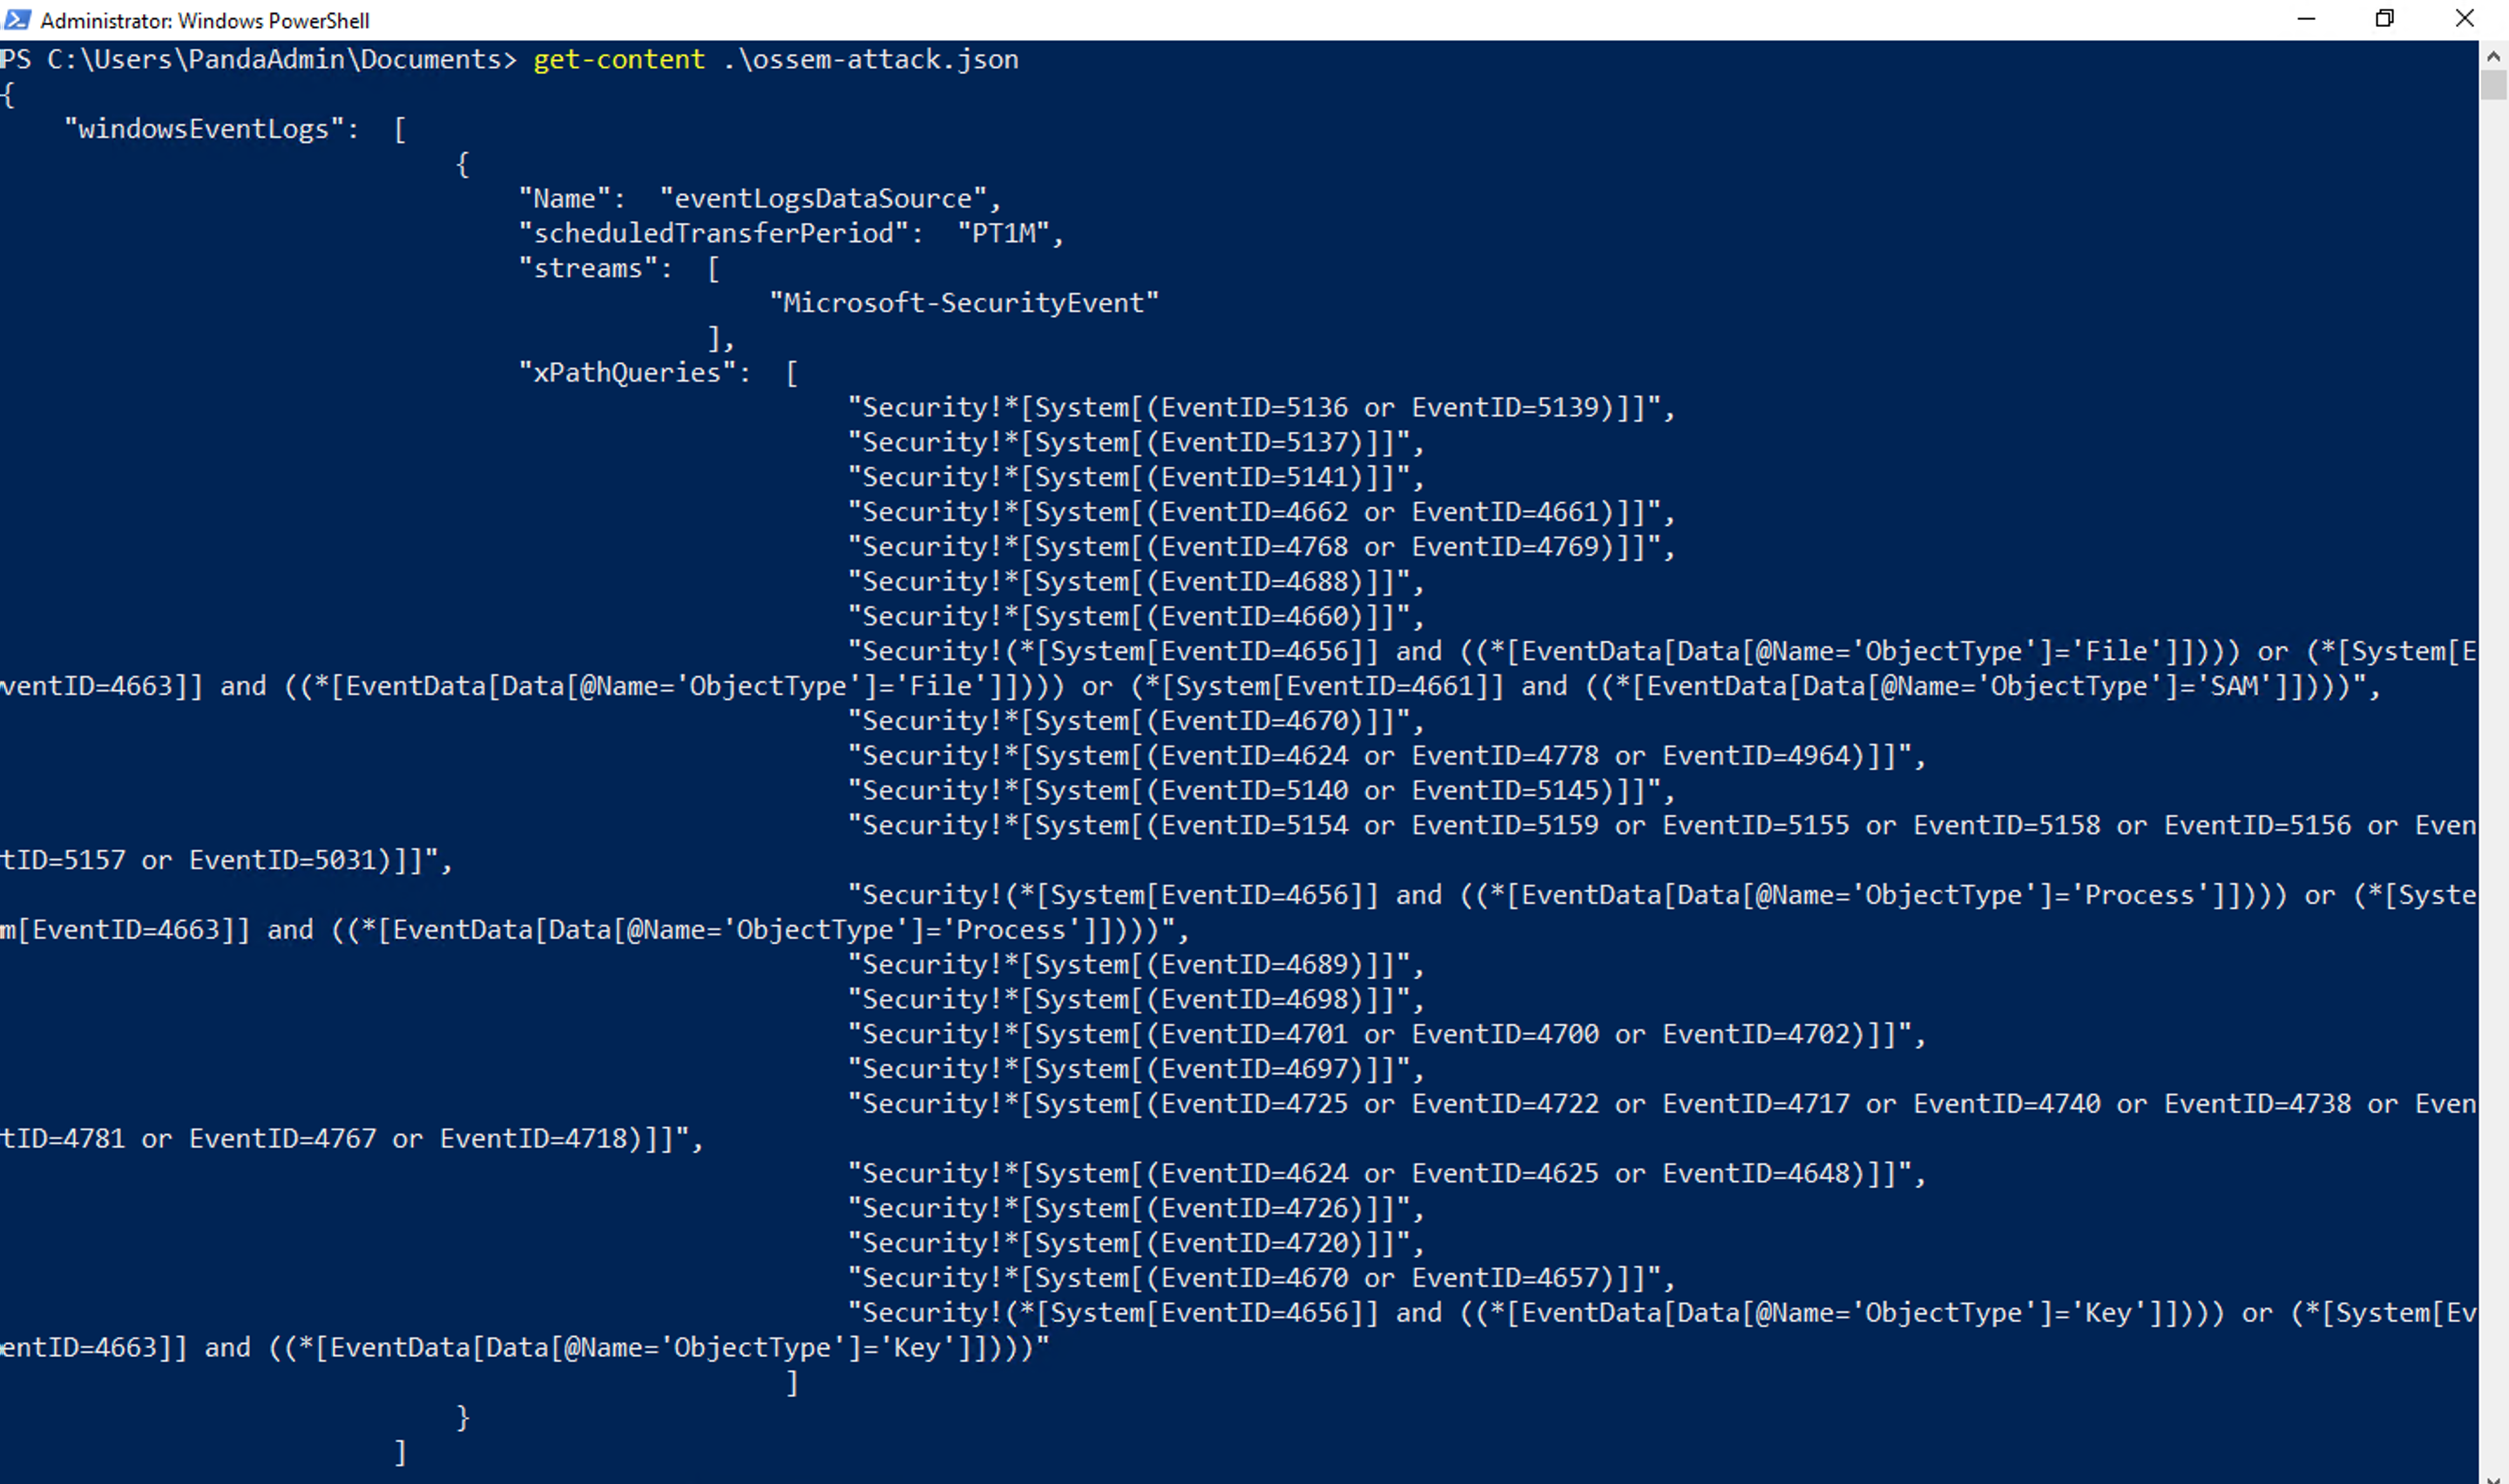 Administrator: Windows PowerShell
PS C:\Users\PandaAdmin\Documents> get-content .\ossem-attack.json
{
    "windowsEventLogs":  [
                             {
                                 "Name":  "eventLogsDataSource",
                                 "scheduledTransferPeriod":  "PT1M",
                                 "streams":  [
                                                 "Microsoft-SecurityEvent"
                                             ],
                                 "xPathQueries":  [
                                                      "Security!*[System[(EventID=5136 or EventID=5139)]]",
                                                      "Security!*[System[(EventID=5137)]]",
                                                      "Security!*[System[(EventID=5141)]]",
                                                      "Security!*[System[(EventID=4662 or EventID=4661)]]",
                                                      "Security!*[System[(EventID=4768 or EventID=4769)]]",
                                                      "Security!*[System[(EventID=4688)]]",
                                                      "Security!*[System[(EventID=4660)]]",
                                                      "Security!(*[System[EventID=4656]] and ((*[EventData[Data[@Name='ObjectType']='File']]))) or (*[System[E
ventID=4663]] and ((*[EventData[Data[@Name='ObjectType']='File']]))) or (*[System[EventID=4661]] and ((*[EventData[Data[@Name='ObjectType']='SAM']])))",
                                                      "Security!*[System[(EventID=4670)]]",
                                                      "Security!*[System[(EventID=4624 or EventID=4778 or EventID=4964)]]",
                                                      "Security!*[System[(EventID=5140 or EventID=5145)]]",
                                                      "Security!*[System[(EventID=5154 or EventID=5159 or EventID=5155 or EventID=5158 or EventID=5156 or Even
tID=5157 or EventID=5031)]]",
                                                      "Security!(*[System[EventID=4656]] and ((*[EventData[Data[@Name='ObjectType']='Process']]))) or (*[Syste
m[EventID=4663]] and ((*[EventData[Data[@Name='ObjectType']='Process']])))",
                                                      "Security!*[System[(EventID=4689)]]",
                                                      "Security!*[System[(EventID=4698)]]",
                                                      "Security!*[System[(EventID=4701 or EventID=4700 or EventID=4702)]]",
                                                      "Security!*[System[(EventID=4697)]]",
                                                      "Security!*[System[(EventID=4725 or EventID=4722 or EventID=4717 or EventID=4740 or EventID=4738 or Even
tID=4781 or EventID=4767 or EventID=4718)]]",
                                                      "Security!*[System[(EventID=4624 or EventID=4625 or EventID=4648)]]",
                                                      "Security!*[System[(EventID=4726)]]",
                                                      "Security!*[System[(EventID=4720)]]",
                                                      "Security!*[System[(EventID=4670 or EventID=4657)]]",
                                                      "Security!(*[System[EventID=4656]] and ((*[EventData[Data[@Name='ObjectType']='Key']]))) or (*[System[Ev
entID=4663]] and ((*[EventData[Data[@Name='ObjectType']='Key']])))"
                                                  ]
                             }
                         ]